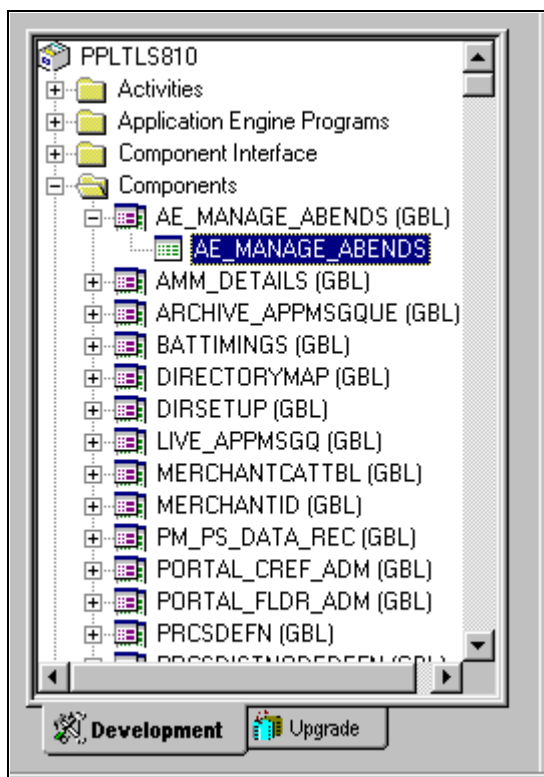 PPLTLS810
Activities
Application Engine Programs
Component Interface
Components
AE_MANAGE_ABENDS (GBL)
AE_MANAGE_ABENDS
AMM_DETAILS (GBL)
ARCHIVE_APPMSGQUE (GBL)
BATTIMINGS (GBL)
DIRECTORYMAP (GBL)
DIRSETUP (GBL)
LIVE_APPMSGQ (GBL)
MERCHANTCATTBL (GBL)
MERCHANTID (GBL)
PM_PS_DATA_REC (GBL)
PORTAL_CREF_ADM (GBL)
PORTAL_FLDR_ADM (GBL)
PRCSDEFN (GBL)
Development
Upgrade